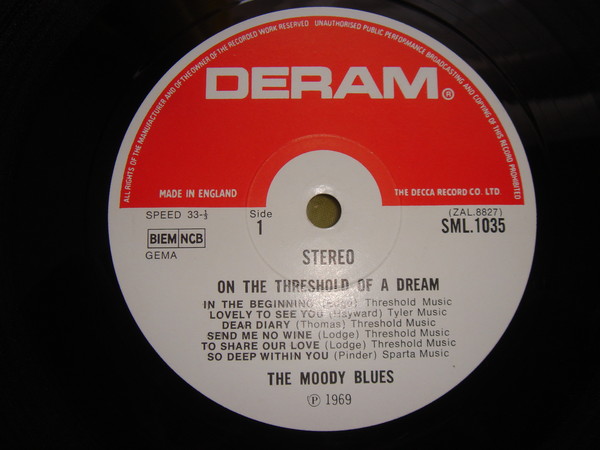 ALL RIGHTS OF THE MANUFACTURER AND OF THE OWNER OF THE RECORDED WORK RESERVED UNAUTHORISED PUBLIC PERFORMANCE BROADCASTING AND COPYING OF THIS RECORD PROHIBITED
DERAM®
MADE IN ENGLAND
THE DECCA RECORD CO. LTD.
SPEED 33-⅓
Side
1
(ZAL.8827)
SML.1035
BIEM NCB
GEMA
STEREO
ON THE THRESHOLD OF A DREAM
IN THE BEGINNING (Edge) Threshold Music
LOVELY TO SEE YOU (Hayward) Tyler Music
DEAR DIARY (Thomas) Threshold Music
SEND ME NO WINE (Lodge) Threshold Music
TO SHARE OUR LOVE (Lodge) Threshold Music
SO DEEP WITHIN YOU (Pinder) Sparta Music
THE MOODY BLUES
℗ 1969